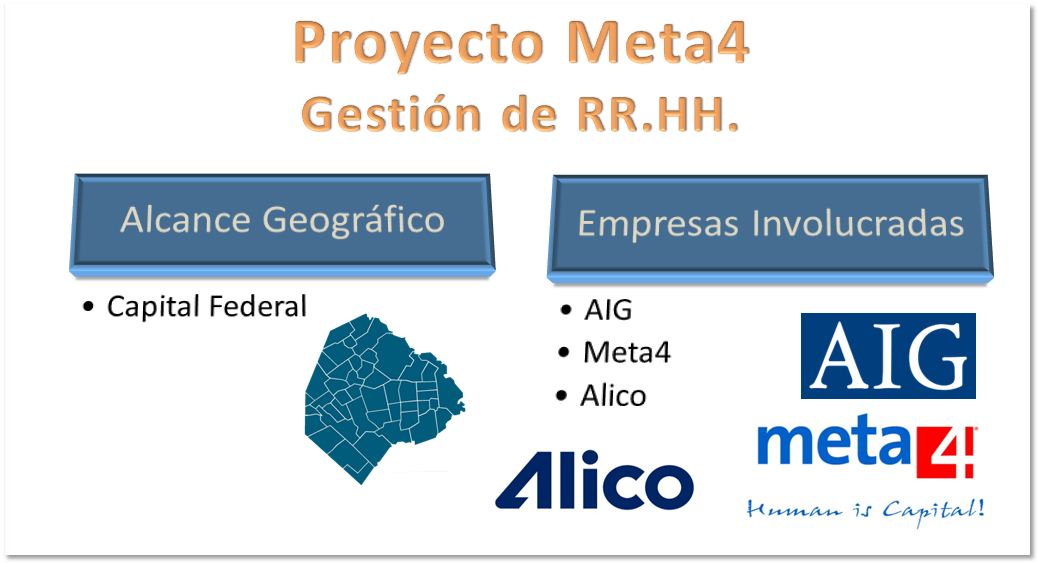 Proyecto Meta4
Gestión de RR.HH.
Alcance Geográfico
• Capital Federal
Empresas Involucradas
• AIG
• Meta4
• Alico
AIG
meta4!
Human is Capital!
Alico